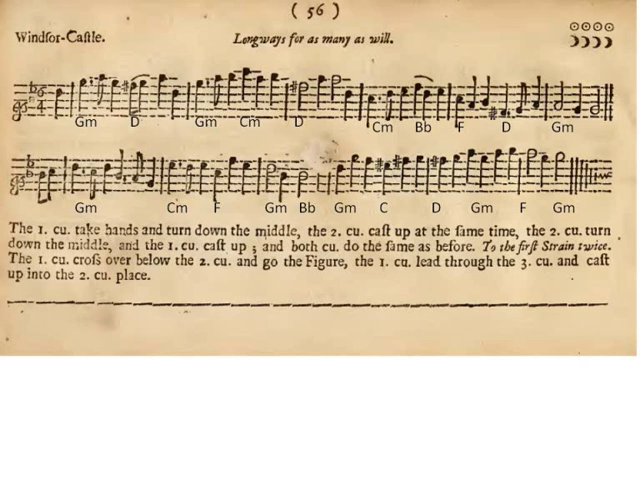 ( 56 )
Windſor-Caſtle.
Longways for as many as will.
Gm D Gm Cm D Cm Bb F D Gm
Gm Cm F Gm Bb Gm C D Gm F Gm
The 1. cu. take hands and turn down the middle, the 2. cu. caſt up at the ſame time, the 2. cu. turn
down the middle, and the 1. cu. caſt up ; and both cu. do the ſame as before. To the firſt Strain twice.
The 1. cu. croſs over below the 2. cu. and go the Figure, the 1. cu. lead through the 3. cu. and caſt
up into the 2. cu. place.